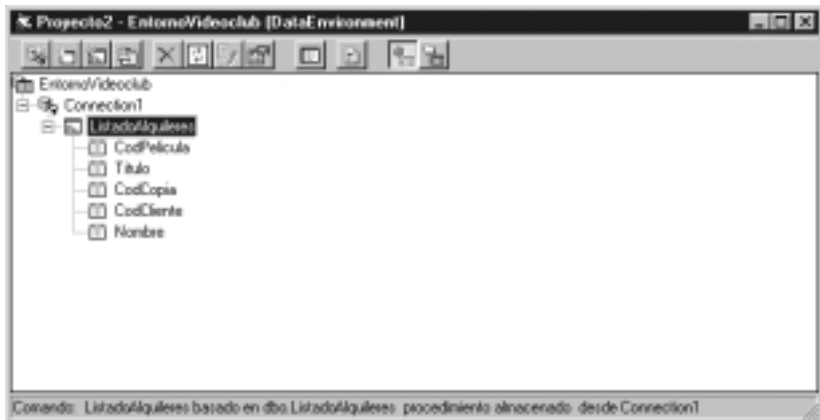 Proyecto2 - EntornoVideoclub (DataEnvironment)
EntornoVideoclub
Connection1
ListadoAlquileres
CodPelicula
Título
CodCopia
CodCliente
Nombre
Comando: ListadoAlquileres basado en dbo.ListadoAlquileres procedimiento almacenado desde Connection1